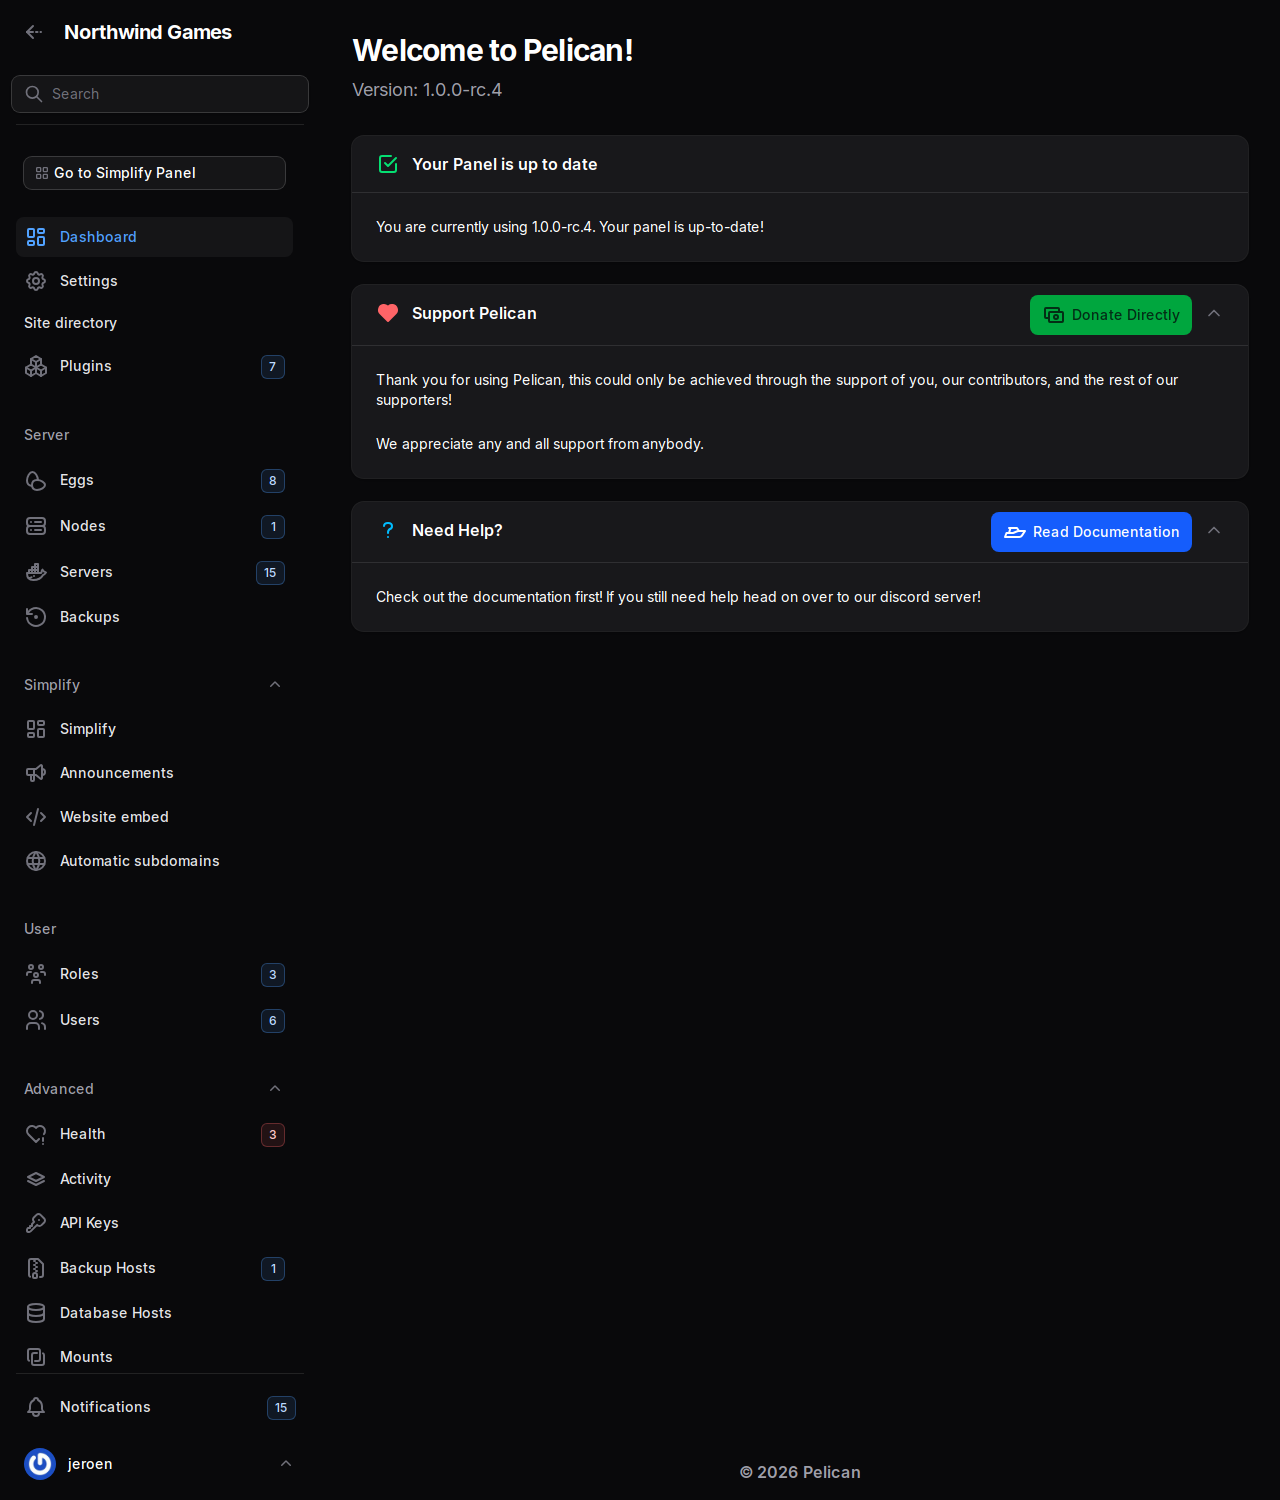 Northwind Games
Search
Go to Simplify Panel
Dashboard
Settings
Site directory
Plugins
7
Server
Eggs
8
Nodes
1
Servers
15
Backups
Simplify
Simplify
Announcements
Website embed
Automatic subdomains
User
Roles
3
Users
6
Advanced
Health
3
Activity
API Keys
Backup Hosts
1
Database Hosts
Mounts
Notifications
15
jeroen
Welcome to Pelican!
Version: 1.0.0-rc.4
Your Panel is up to date
You are currently using 1.0.0-rc.4. Your panel is up-to-date!
Support Pelican
Donate Directly
Thank you for using Pelican, this could only be achieved through the support of you, our contributors, and the rest of our
supporters!
We appreciate any and all support from anybody.
Need Help?
Read Documentation
Check out the documentation first! If you still need help head on over to our discord server!
© 2026 Pelican